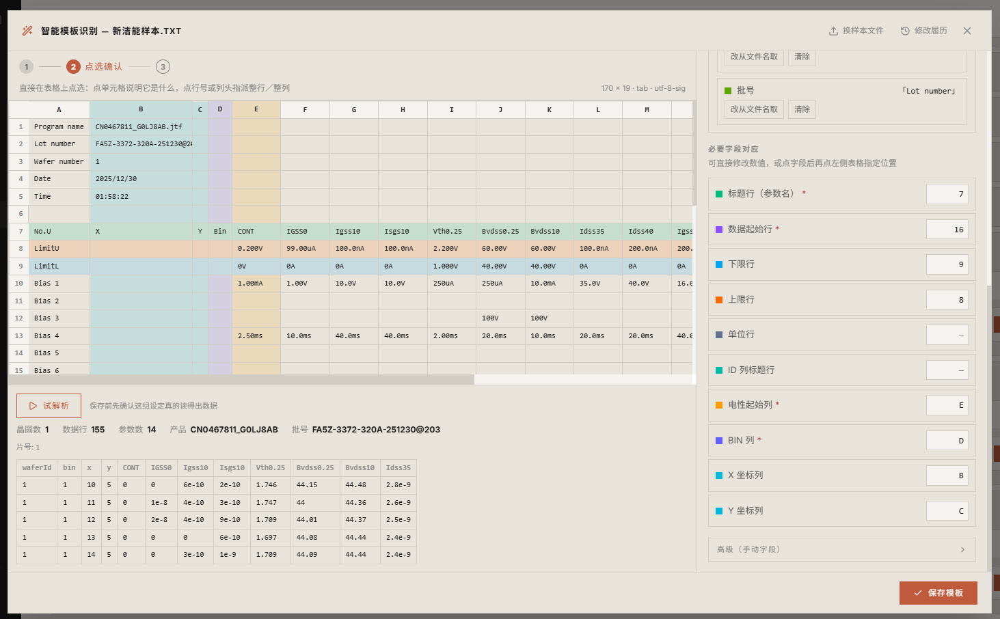 智能模板识别 — 新洁能样本.TXT
换样本文件 修改履历
1 2 点选确认 3
直接在表格上点选：点单元格说明它是什么，点行号或列头指派整行／整列 170 × 19 · tab · utf-8-sig
A B C D E F G H I J K L M
1 Program name CN0467811_G0LJ8AB.jtf
2 Lot number FA5Z-3372-320A-251230@20
3 Wafer number 1
4 Date 2025/12/30
5 Time 01:58:22
6
7 No.U X Y Bin CONT IGSS0 Igss10 Isgs10 Vth0.25 Bvdss0.25 Bvdss10 Idss35 Idss40 Igss
8 LimitU 0.200V 99.00uA 100.0nA 100.0nA 2.200V 60.00V 60.00V 100.0nA 200.0nA 200.
9 LimitL 0V 0A 0A 0A 1.000V 40.00V 40.00V 0A 0A 0A
10 Bias 1 1.00mA 1.00V 10.0V 10.0V 250uA 250uA 10.0mA 35.0V 40.0V 16.0
11 Bias 2
12 Bias 3 100V 100V
13 Bias 4 2.50ms 10.0ms 40.0ms 40.0ms 2.00ms 20.0ms 10.0ms 20.0ms 20.0ms 40.0
14 Bias 5
15 Bias 6
试解析 保存前先确认这组设定真的读得出数据
晶圆数 1 数据行 155 参数数 14 产品 CN0467811_G0LJ8AB 批号 FA5Z-3372-320A-251230@203
片号: 1
waferId bin x y CONT IGSS0 Igss10 Isgs10 Vth0.25 Bvdss0.25 Bvdss10 Idss35
1 1 10 5 0 0 6e-10 2e-10 1.746 44.15 44.48 2.8e-9
1 1 11 5 0 1e-8 4e-10 3e-10 1.747 44 44.36 2.6e-9
1 1 12 5 0 2e-8 4e-10 9e-10 1.709 44.01 44.37 2.5e-9
1 1 13 5 0 0 0 6e-10 1.697 44.08 44.44 2.4e-9
1 1 14 5 0 0 3e-10 1e-9 1.709 44.09 44.44 2.4e-9
改从文件名取 清除
批号 「Lot number」
改从文件名取 清除
必要字段对应
可直接修改数值，或点字段后再点左侧表格指定位置
标题行（参数名） * 7
数据起始行 * 16
下限行 9
上限行 8
单位行 —
ID 列标题行 —
电性起始列 * E
BIN 列 * D
X 坐标列 B
Y 坐标列 C
高级（手动字段）
保存模板